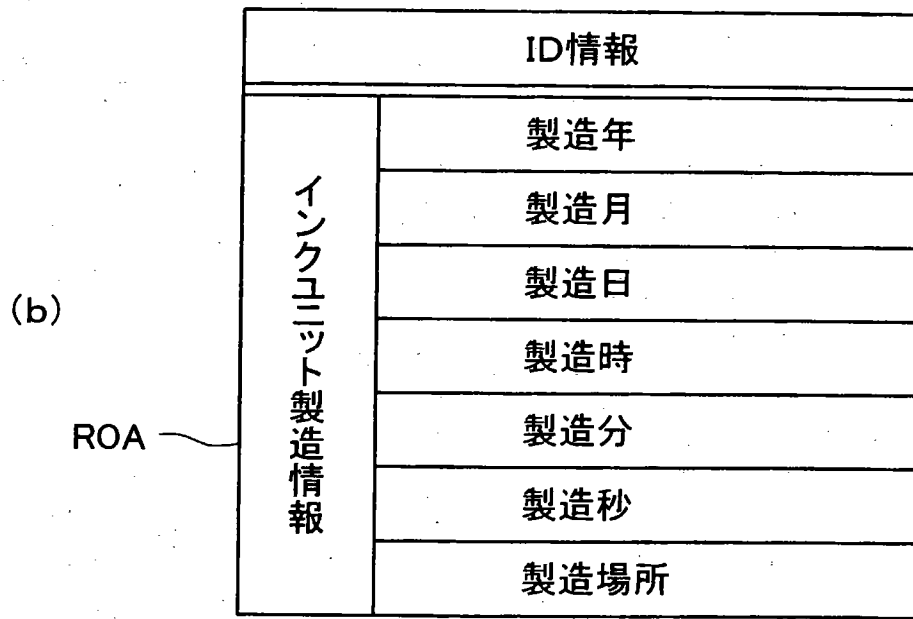 ID情報
製造年
製造月
製造日
製造時
製造分
製造秒
製造場所
インクユニット製造情報
(b)
ROA